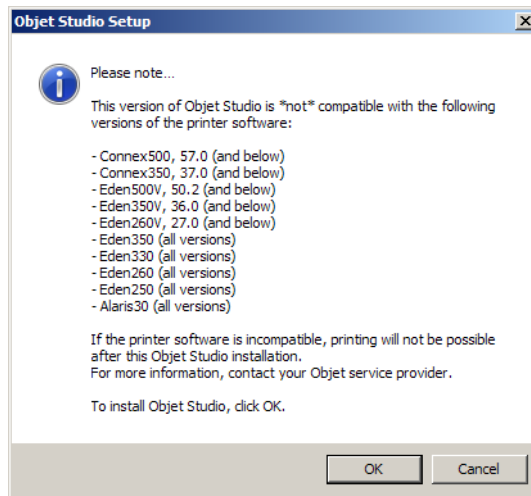 Objet Studio Setup
Please note...
This version of Objet Studio is *not* compatible with the following
versions of the printer software:
- Connex500, 57.0 (and below)
- Connex350, 37.0 (and below)
- Eden500V, 50.2 (and below)
- Eden350V, 36.0 (and below)
- Eden260V, 27.0 (and below)
- Eden350 (all versions)
- Eden330 (all versions)
- Eden260 (all versions)
- Eden250 (all versions)
- Alaris30 (all versions)
If the printer software is incompatible, printing will not be possible
after this Objet Studio installation.
For more information, contact your Objet service provider.
To install Objet Studio, click OK.
OK Cancel